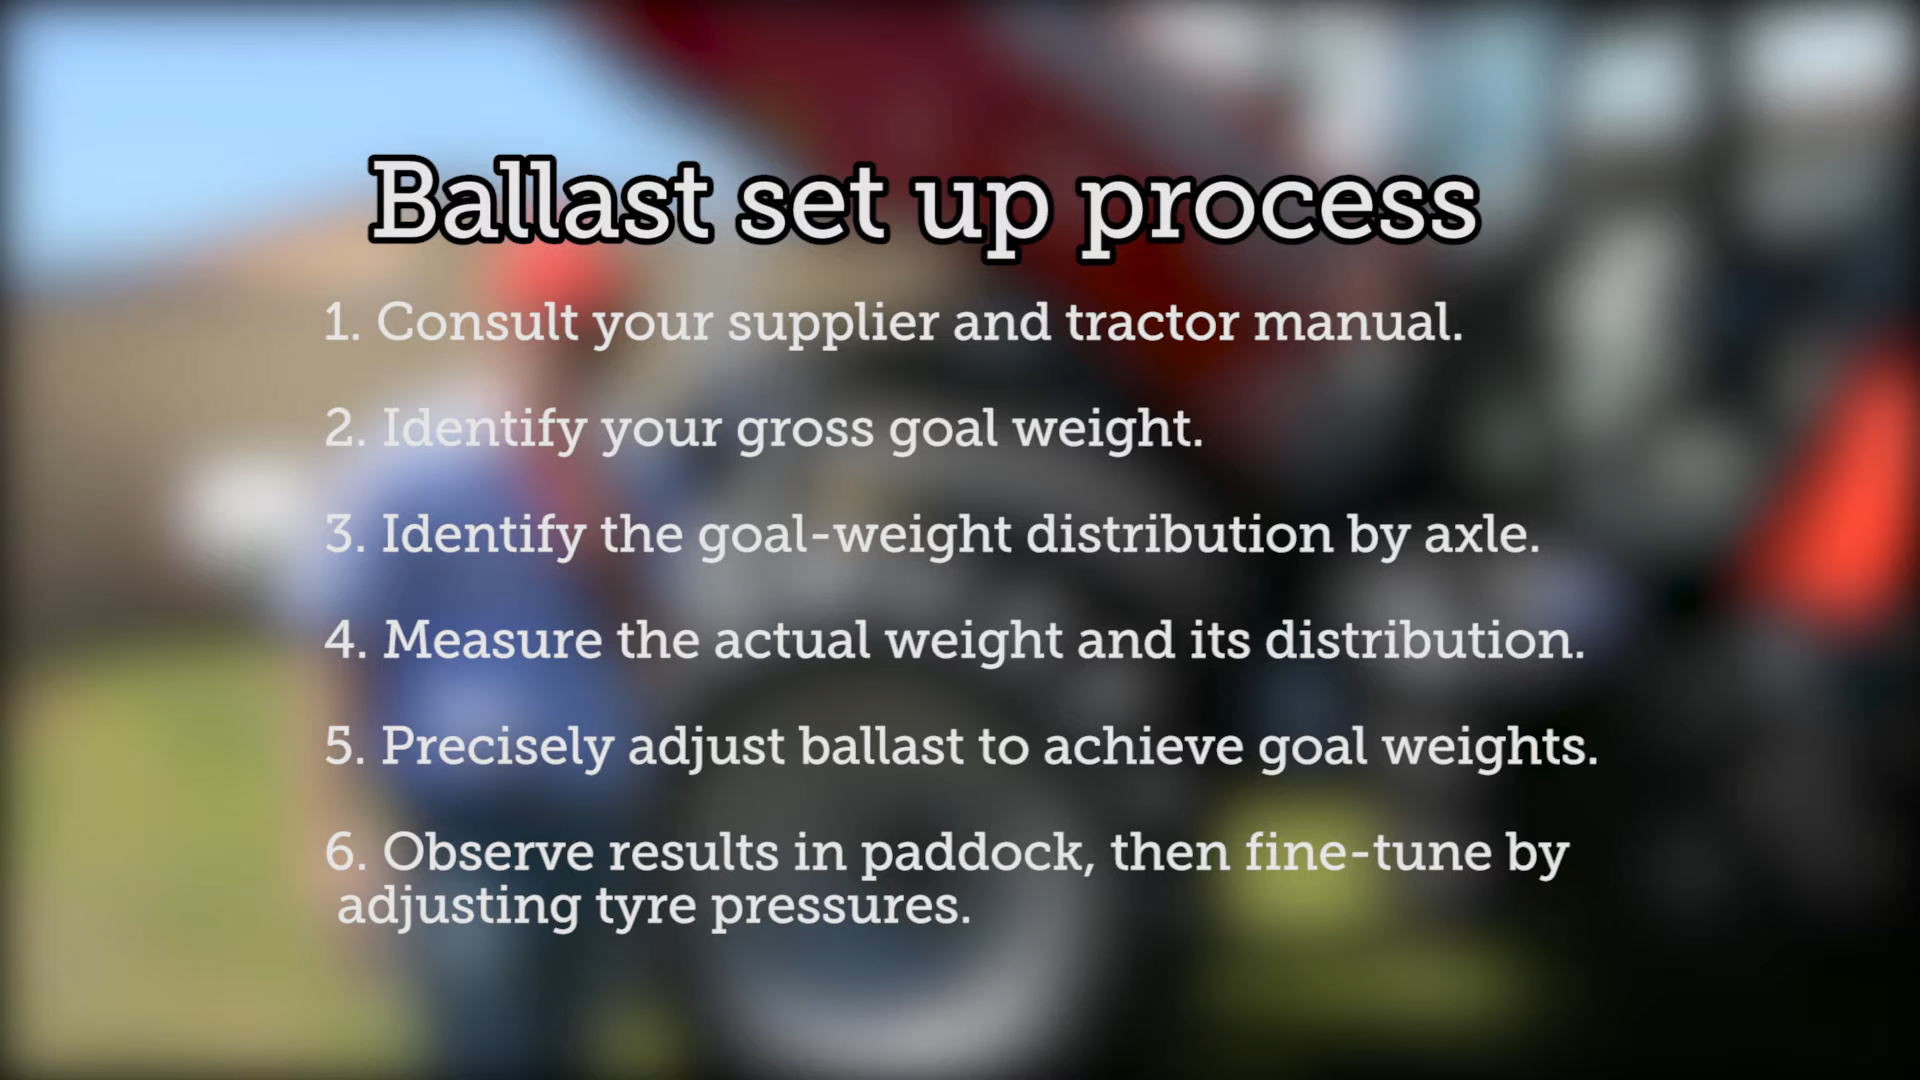 Ballast set up process
1. Consult your supplier and tractor manual.
2. Identify your gross goal weight.
3. Identify the goal-weight distribution by axle.
4. Measure the actual weight and its distribution.
5. Precisely adjust ballast to achieve goal weights.
6. Observe results in paddock, then fine-tune by
adjusting tyre pressures.